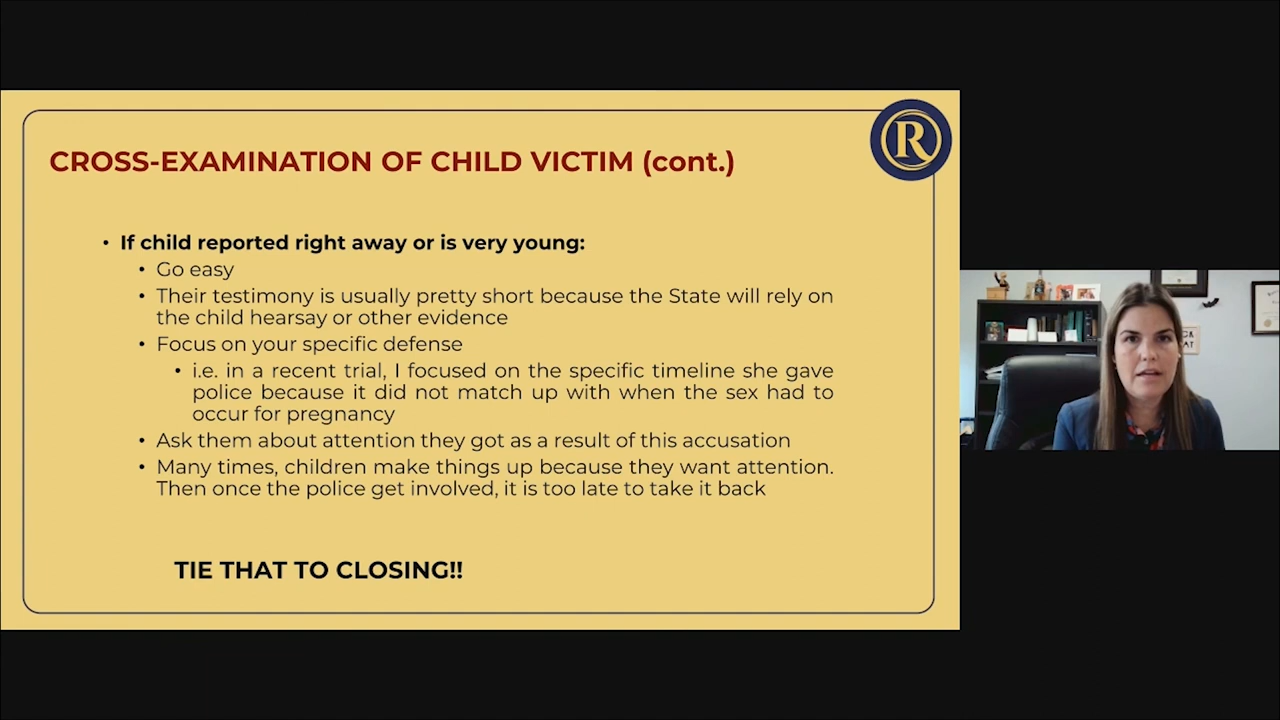 R
CROSS-EXAMINATION OF CHILD VICTIM (cont.)
• If child reported right away or is very young:
• Go easy
• Their testimony is usually pretty short because the State will rely on
the child hearsay or other evidence
• Focus on your specific defense
• i.e. in a recent trial, I focused on the specific timeline she gave
police because it did not match up with when the sex had to
occur for pregnancy
• Ask them about attention they got as a result of this accusation
• Many times, children make things up because they want attention.
Then once the police get involved, it is too late to take it back
TIE THAT TO CLOSING!!